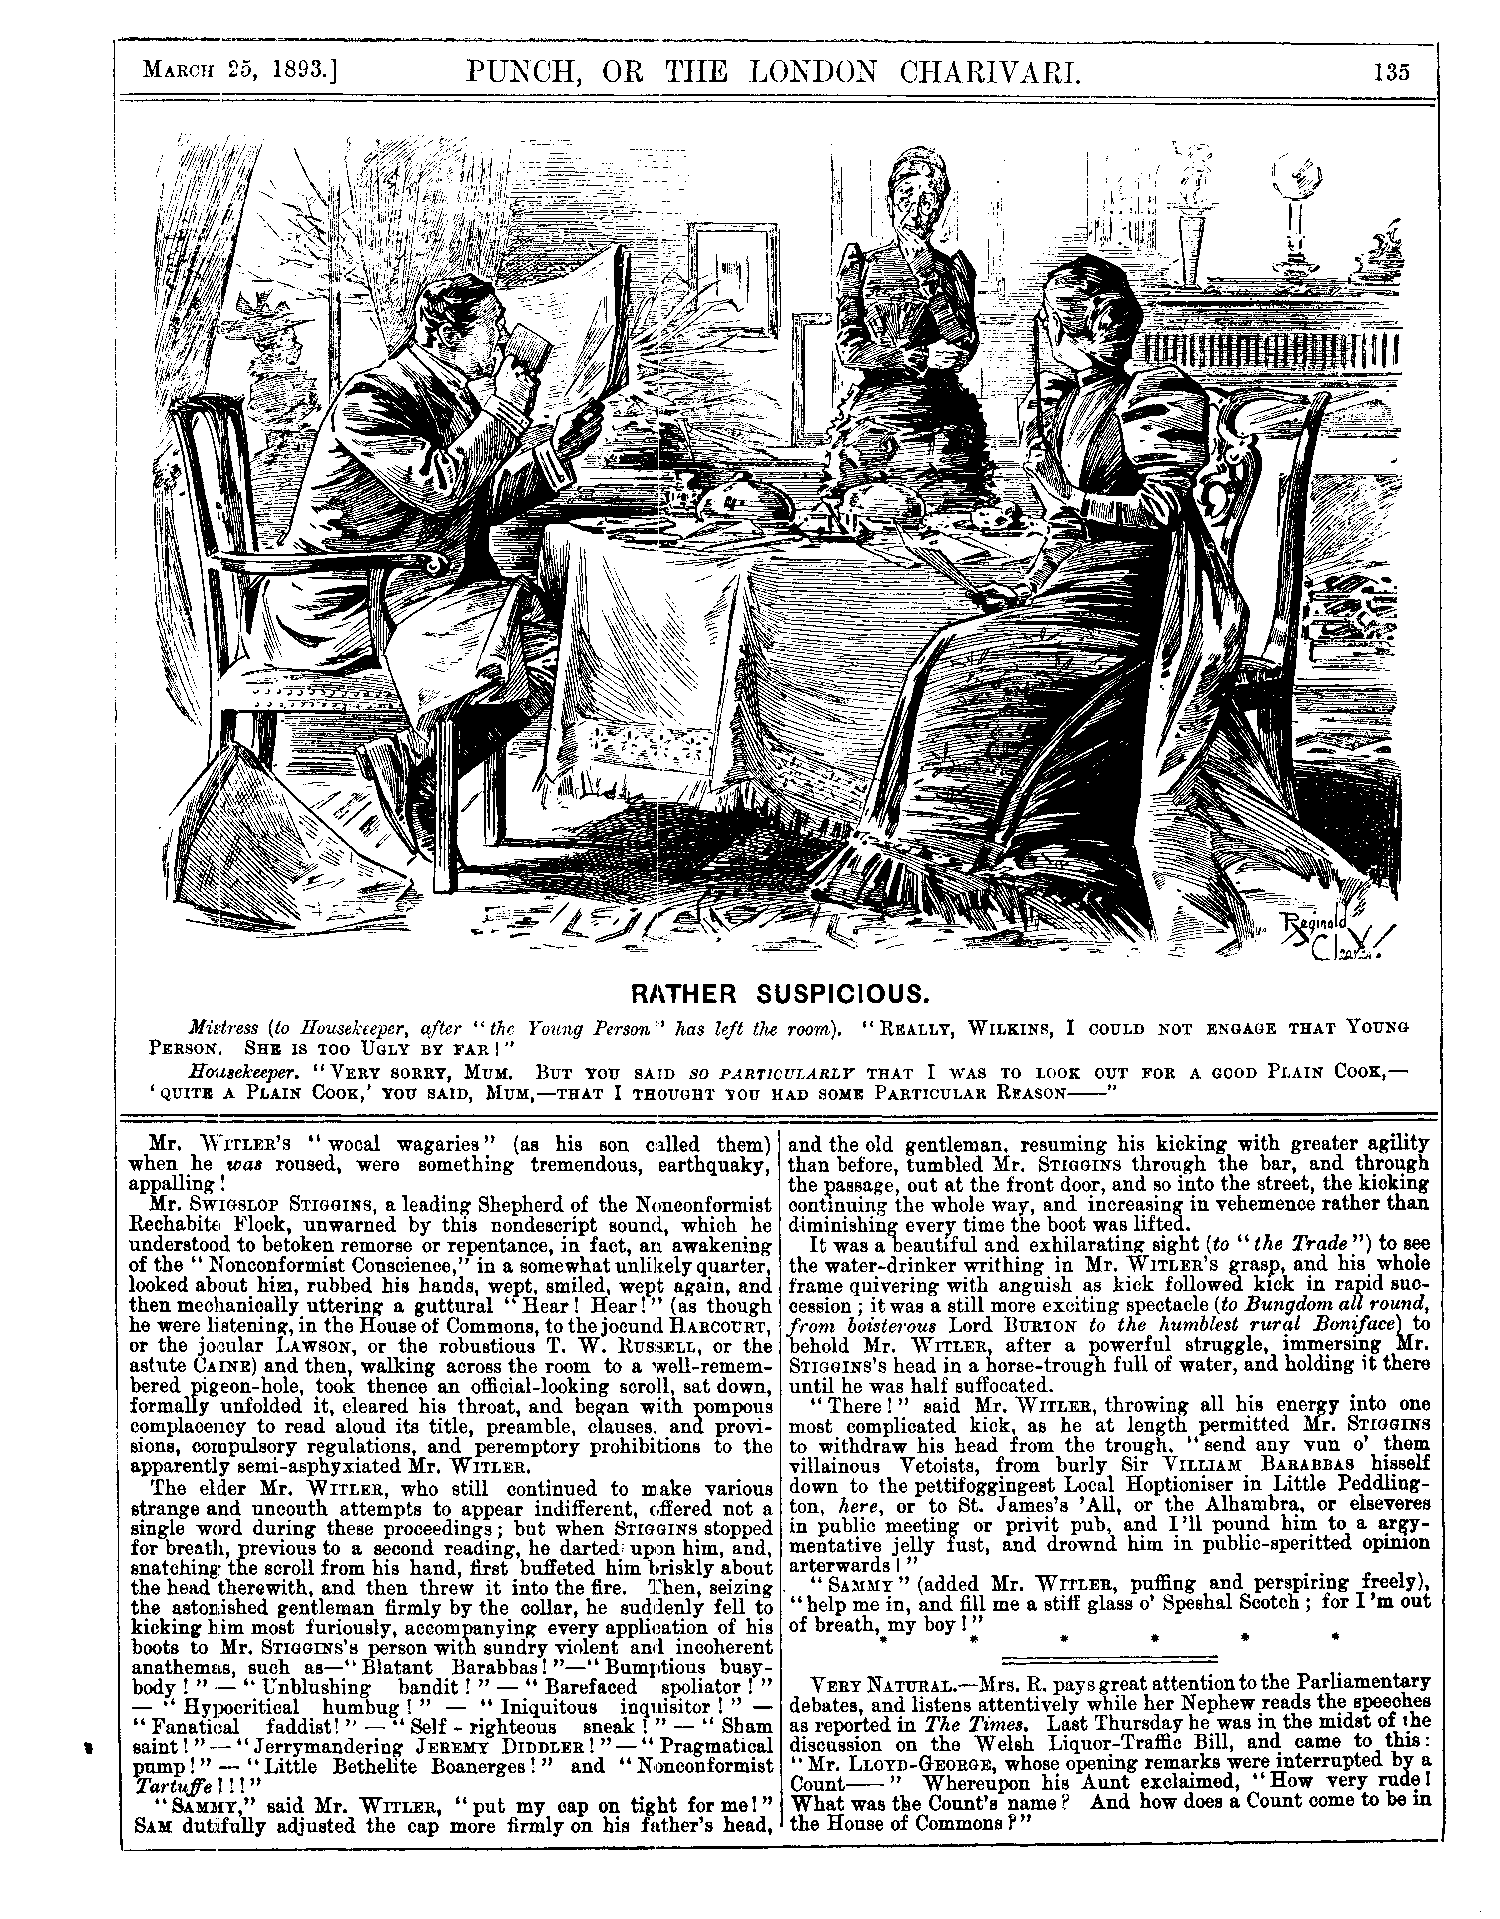 MARCH 25, 1893.] PUNCH, OR THE LONDON CHARIVARI. 135
Reginald
RATHER SUSPICIOUS.
Mistress (to Housekeeper, after "the Young Person" has left the room). "REALLY, WILKINS, I COULD NOT ENGAGE THAT YOUNG
PERSON. SHE IS TOO UGLY BY FAR!"
Housekeeper. "VERY SORRY, MUM. BUT YOU SAID SO PARTICULARLY THAT I WAS TO LOOK OUT FOR A GOOD PLAIN COOK,—
'QUITE A PLAIN COOK,' YOU SAID, MUM,—THAT I THOUGHT YOU HAD SOME PARTICULAR REASON——"
Mr. WITLER'S "wocal wagaries" (as his son called them)
when he was roused, were something tremendous, earthquaky,
appalling!
Mr. SWIGSLOP STIGGINS, a leading Shepherd of the Nonconformist
Rechabite Flock, unwarned by this nondescript sound, which he
understood to betoken remorse or repentance, in fact, an awakening
of the "Nonconformist Conscience," in a somewhat unlikely quarter,
looked about him, rubbed his hands, wept, smiled, wept again, and
then mechanically uttering a guttural "Hear! Hear!" (as though
he were listening, in the House of Commons, to the jocund HARCOURT,
or the jocular LAWSON, or the robustious T. W. RUSSELL, or the
astute CAINE) and then, walking across the room to a well-remem-
bered pigeon-hole, took thence an official-looking scroll, sat down,
formally unfolded it, cleared his throat, and began with pompous
complacency to read aloud its title, preamble, clauses, and provi-
sions, compulsory regulations, and peremptory prohibitions to the
apparently semi-asphyxiated Mr. WITLER.
The elder Mr. WITLER, who still continued to make various
strange and uncouth attempts to appear indifferent, offered not a
single word during these proceedings; but when STIGGINS stopped
for breath, previous to a second reading, he darted upon him, and,
snatching the scroll from his hand, first buffeted him briskly about
the head therewith, and then threw it into the fire. Then, seizing
the astonished gentleman firmly by the collar, he suddenly fell to
kicking him most furiously, accompanying every application of his
boots to Mr. STIGGINS'S person with sundry violent and incoherent
anathemas, such as—"Blatant Barabbas!"—"Bumptious busy-
body!" — "Unblushing bandit!" — "Barefaced spoliator!"
— "Hypocritical humbug!" — "Iniquitous inquisitor!" —
"Fanatical faddist!" — "Self-righteous sneak!" — "Sham
saint!"—"Jerrymandering JEREMY DIDDLER!"—"Pragmatical
pump!" — "Little Bethelite Boanerges!" and "Nonconformist
Tartuffe!!!"
"SAMMY," said Mr. WITLER, "put my cap on tight for me!"
SAM dutifully adjusted the cap more firmly on his father's head,
and the old gentleman, resuming his kicking with greater agility
than before, tumbled Mr. STIGGINS through the bar, and through
the passage, out at the front door, and so into the street, the kicking
continuing the whole way, and increasing in vehemence rather than
diminishing every time the boot was lifted.
It was a beautiful and exhilarating sight (to "the Trade") to see
the water-drinker writhing in Mr. WITLER'S grasp, and his whole
frame quivering with anguish as kick followed kick in rapid suc-
cession; it was a still more exciting spectacle (to Bungdom all round,
from boisterous Lord BURTON to the humblest rural Boniface) to
behold Mr. WITLER, after a powerful struggle, immersing Mr.
STIGGINS'S head in a horse-trough full of water, and holding it there
until he was half suffocated.
"There!" said Mr. WITLER, throwing all his energy into one
most complicated kick, as he at length permitted Mr. STIGGINS
to withdraw his head from the trough, "send any vun o' them
villainous Vetoists, from burly Sir VILLIAM BARABBAS hisself
down to the pettifoggingest Local Hoptioniser in Little Peddling-
ton, here, or to St. James's 'All, or the Alhambra, or elseveres
in public meeting or privit pub, and I'll pound him to a argy-
mentative jelly fust, and drownd him in public-speritted opinion
arterwards!"
"SAMMY" (added Mr. WITLER, puffing and perspiring freely),
"help me in, and fill me a stiff glass o' Speshal Scotch; for I'm out
of breath, my boy!"
* * * * * *
VERY NATURAL.—Mrs. R. pays great attention to the Parliamentary
debates, and listens attentively while her Nephew reads the speeches
as reported in The Times. Last Thursday he was in the midst of the
discussion on the Welsh Liquor-Traffic Bill, and came to this:
"Mr. LLOYD-GEORGE, whose opening remarks were interrupted by a
Count——" Whereupon his Aunt exclaimed, "How very rude!
What was the Count's name? And how does a Count come to be in
the House of Commons?"